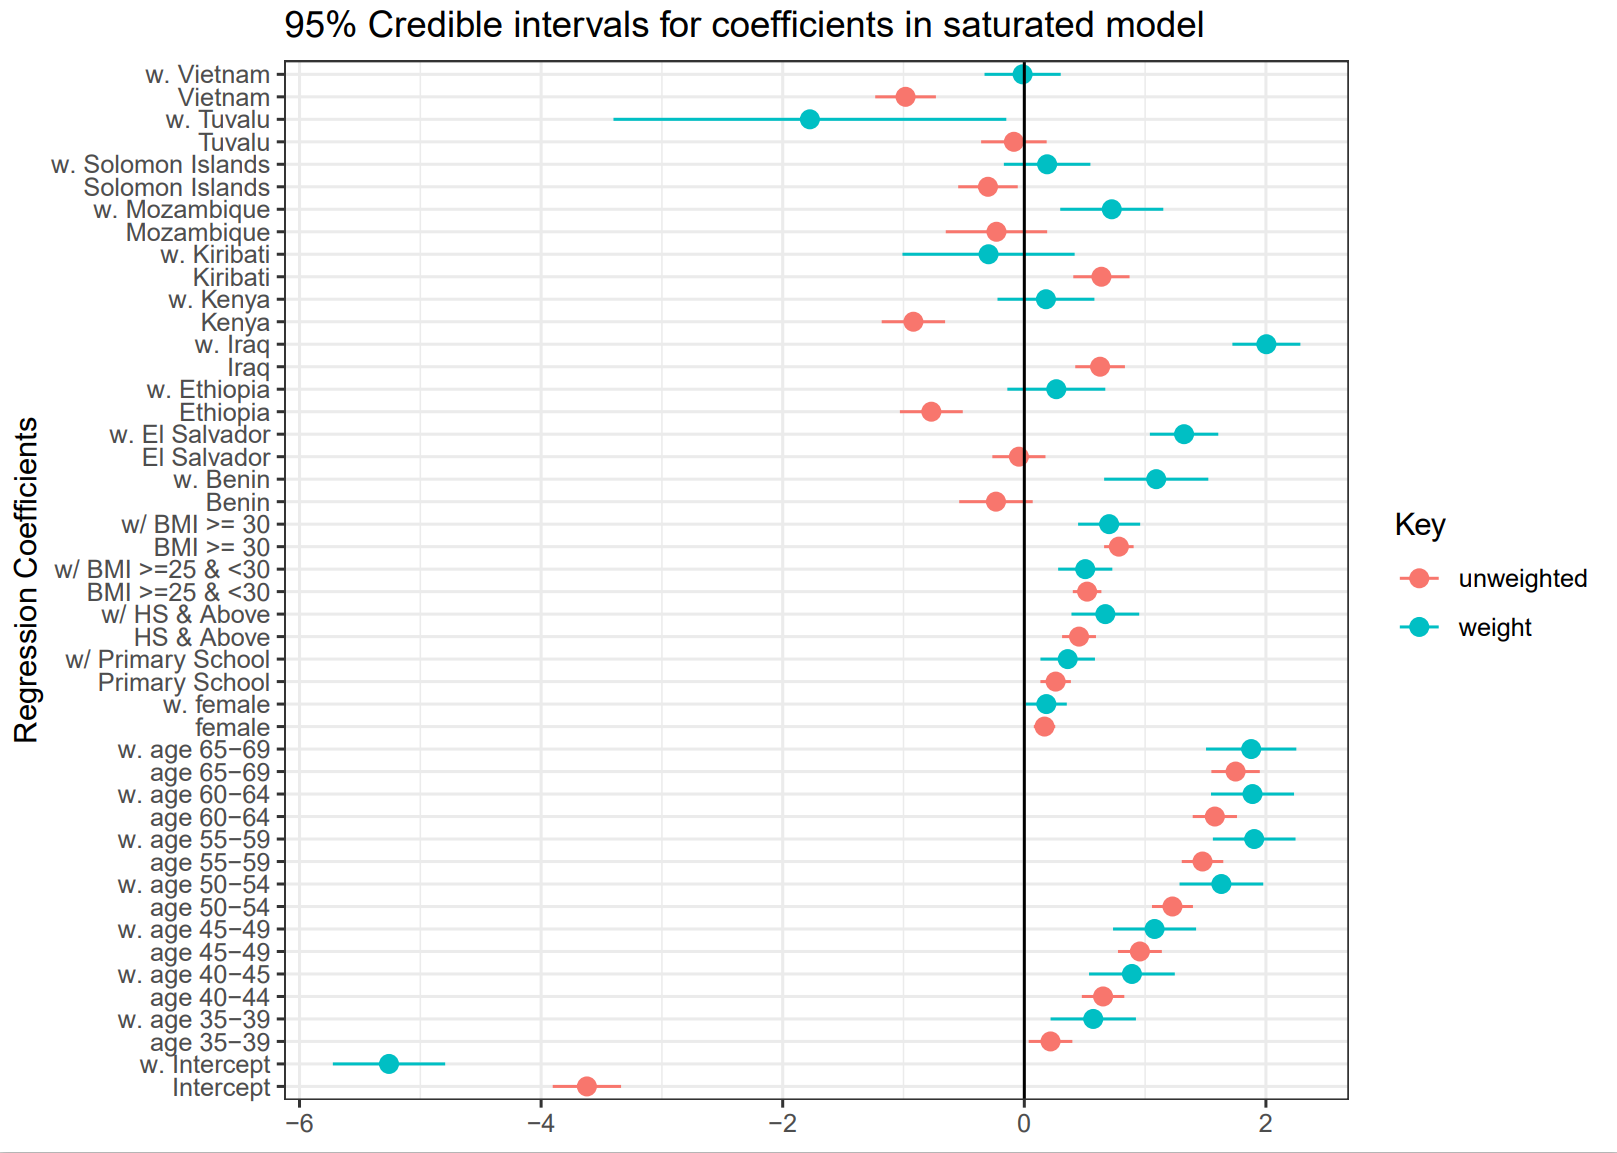 95% Credible intervals for coefficients in saturated model
w. Vietnam
Vietnam
w. Tuvalu
Tuvalu
w. Solomon Islands
Solomon Islands
w. Mozambique
Mozambique
w. Kiribati
Kiribati
w. Kenya
Kenya
w. Iraq
Iraq
w. Ethiopia
Ethiopia
w. El Salvador
El Salvador
w. Benin
Benin
w/ BMI >= 30
BMI >= 30
w/ BMI >=25 & <30
BMI >=25 & <30
w/ HS & Above
HS & Above
w/ Primary School
Primary School
w. female
female
w. age 65−69
age 65−69
w. age 60−64
age 60−64
w. age 55−59
age 55−59
w. age 50−54
age 50−54
w. age 45−49
age 45−49
w. age 40−45
age 40−44
w. age 35−39
age 35−39
w. Intercept
Intercept
Regression Coefficients
−6 −4 −2 0 2
Key
unweighted
weight